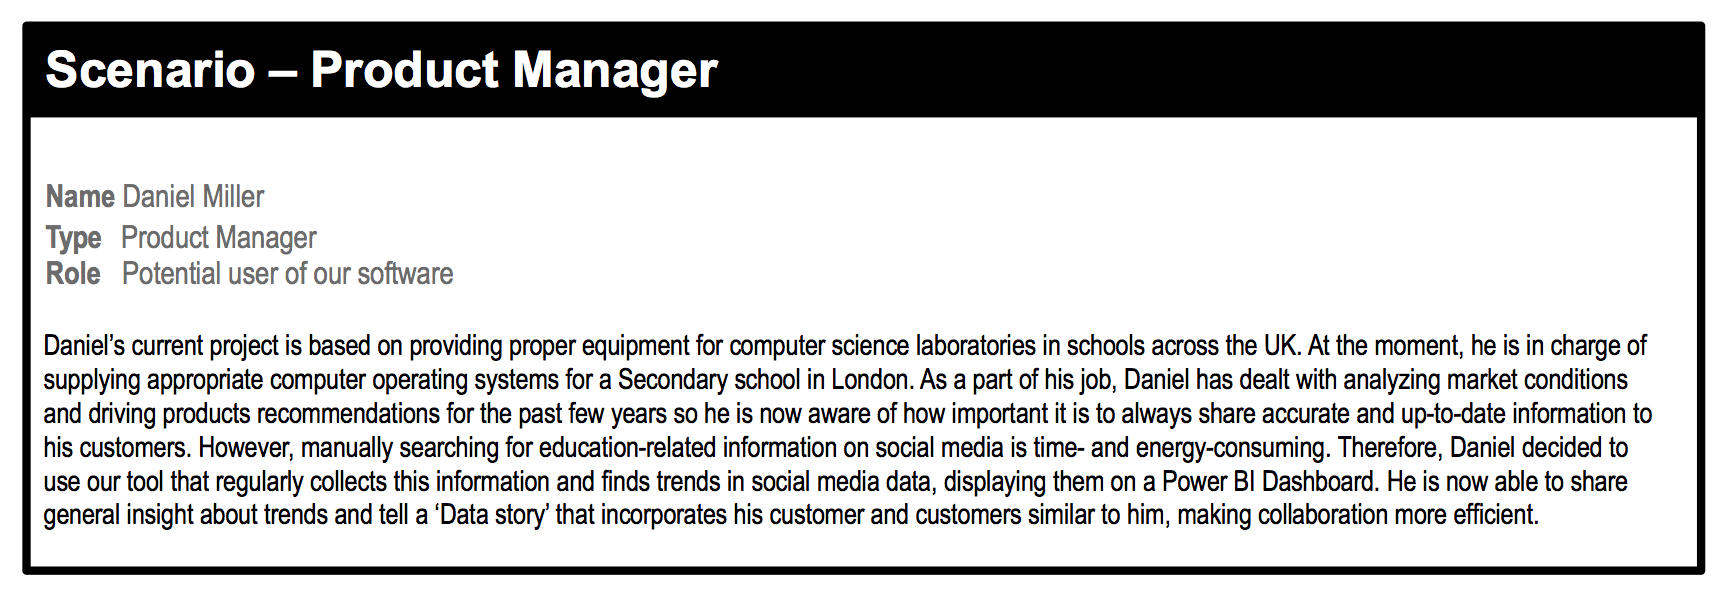 Scenario – Product Manager
Name Daniel Miller
Type Product Manager
Role Potential user of our software
Daniel’s current project is based on providing proper equipment for computer science laboratories in schools across the UK. At the moment, he is in charge of
supplying appropriate computer operating systems for a Secondary school in London. As a part of his job, Daniel has dealt with analyzing market conditions
and driving products recommendations for the past few years so he is now aware of how important it is to always share accurate and up-to-date information to
his customers. However, manually searching for education-related information on social media is time- and energy-consuming. Therefore, Daniel decided to
use our tool that regularly collects this information and finds trends in social media data, displaying them on a Power BI Dashboard. He is now able to share
general insight about trends and tell a ‘Data story’ that incorporates his customer and customers similar to him, making collaboration more efficient.